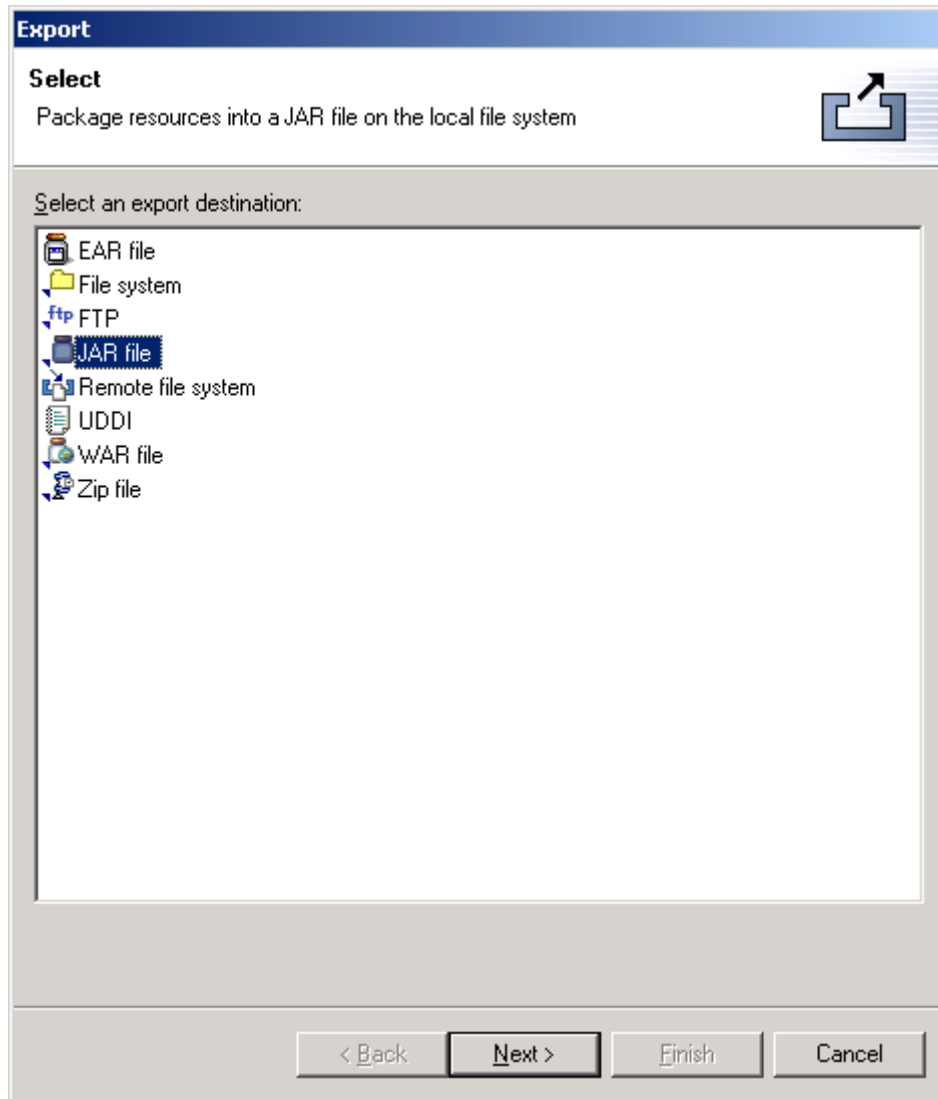 Export
Select
Package resources into a JAR file on the local file system
Select an export destination:
EAR file
File system
ftp FTP
JAR file
Remote file system
UDDI
WAR file
Zip file
< Back Next > Finish Cancel